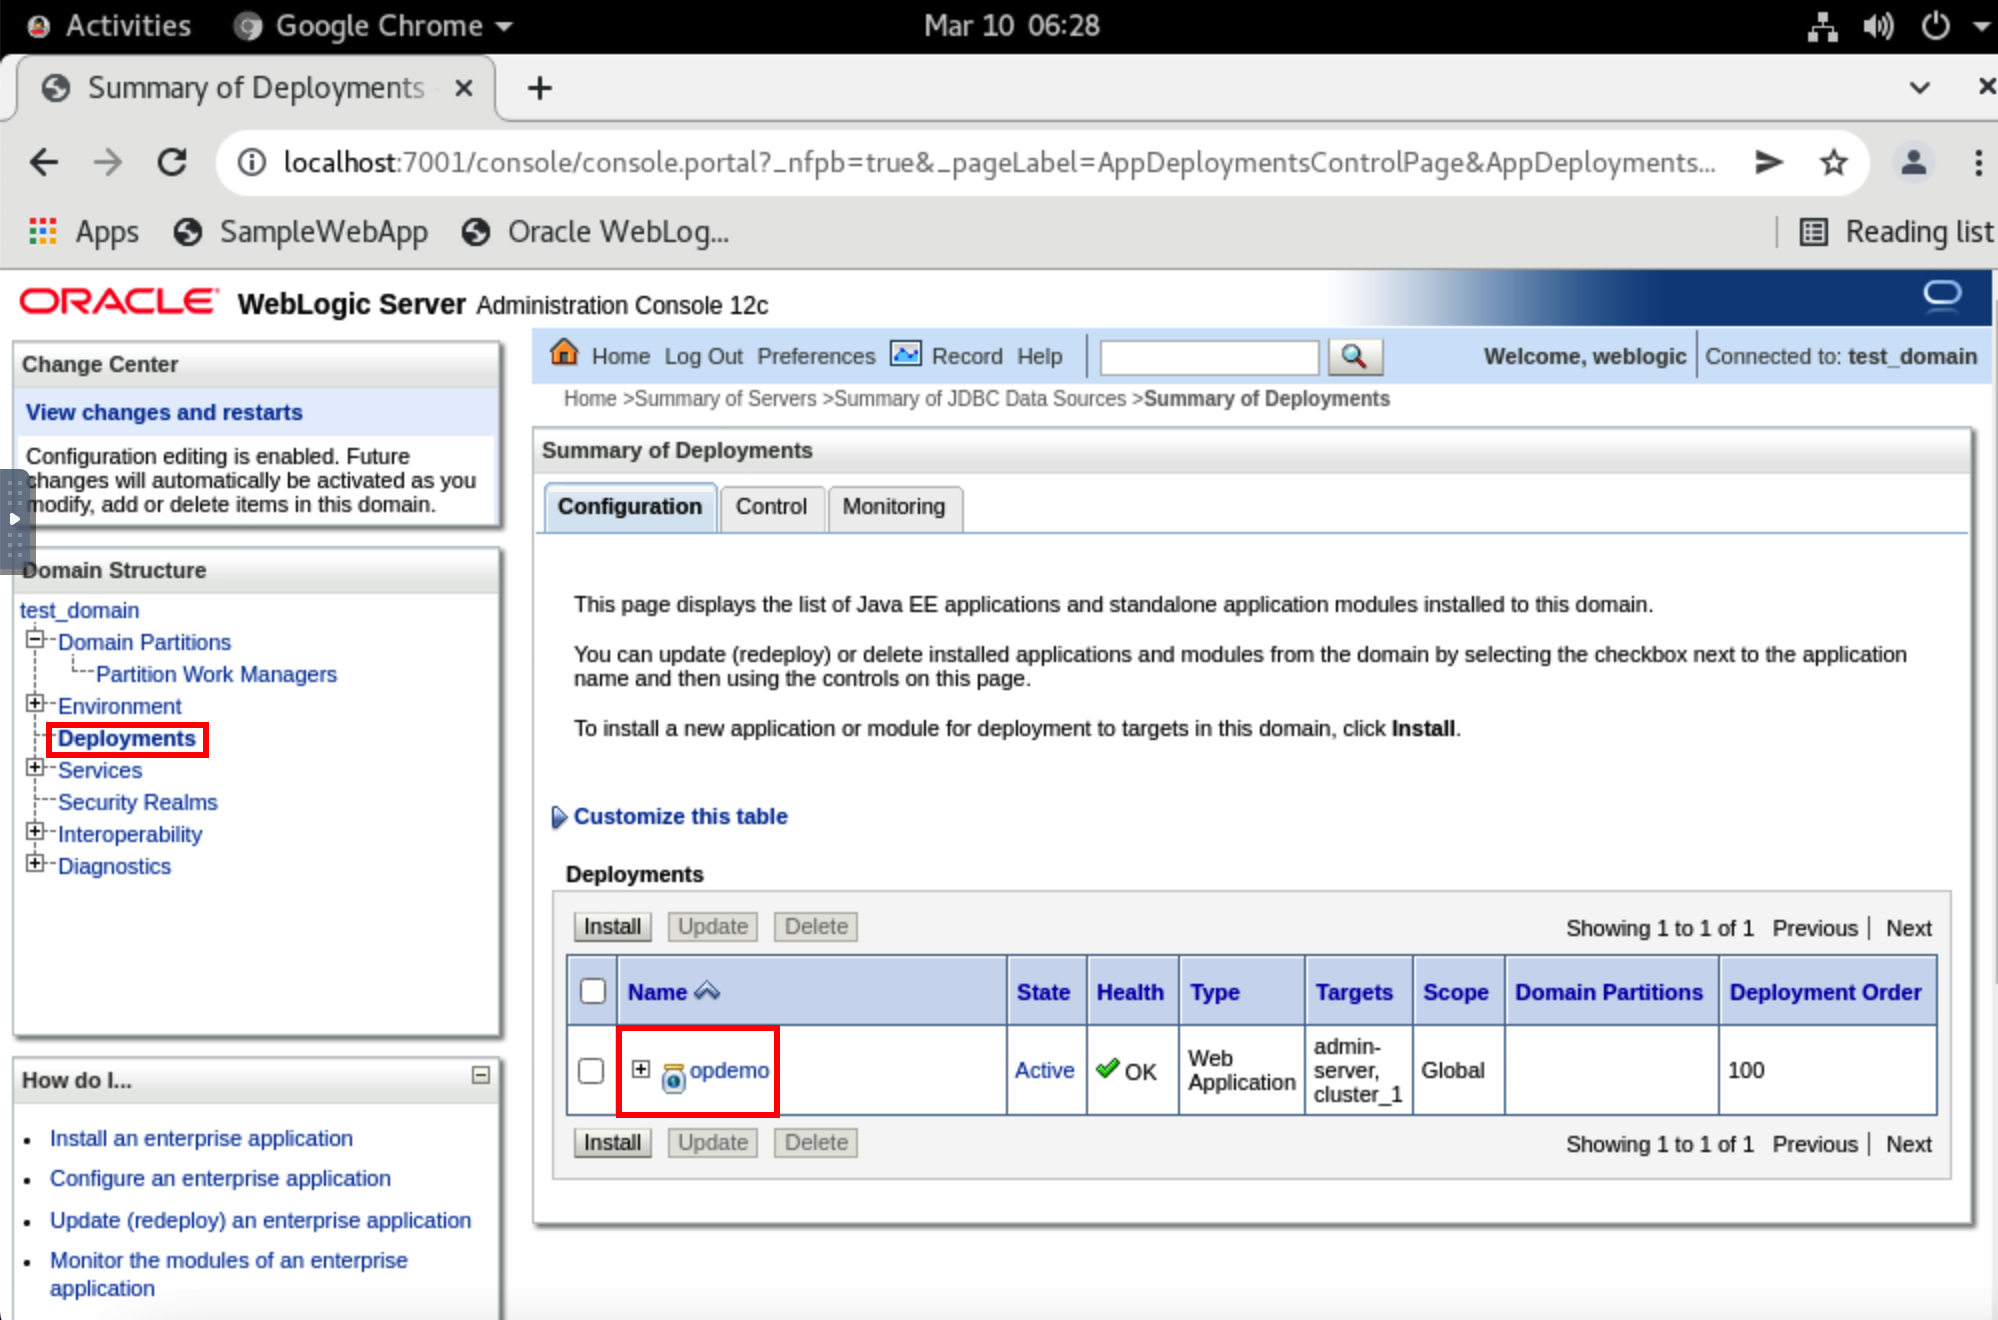 Activities Google Chrome Mar 10 06:28
Summary of Deployments
localhost:7001/console/console.portal?_nfpb=true&_pageLabel=AppDeploymentsControlPage&AppDeployments...
Apps SampleWebApp Oracle WebLog... Reading list
ORACLE WebLogic Server Administration Console 12c
Change Center
View changes and restarts
Configuration editing is enabled. Future
changes will automatically be activated as you
modify, add or delete items in this domain.
Domain Structure
test_domain
Domain Partitions
Partition Work Managers
Environment
Deployments
Services
Security Realms
Interoperability
Diagnostics
How do I...
Install an enterprise application
Configure an enterprise application
Update (redeploy) an enterprise application
Monitor the modules of an enterprise
application
Home Log Out Preferences Record Help Welcome, weblogic Connected to: test_domain
Home >Summary of Servers >Summary of JDBC Data Sources >Summary of Deployments
Summary of Deployments
Configuration Control Monitoring
This page displays the list of Java EE applications and standalone application modules installed to this domain.
You can update (redeploy) or delete installed applications and modules from the domain by selecting the checkbox next to the application
name and then using the controls on this page.
To install a new application or module for deployment to targets in this domain, click Install.
Customize this table
Deployments
Install Update Delete Showing 1 to 1 of 1 Previous | Next
Name State Health Type Targets Scope Domain Partitions Deployment Order
opdemo Active OK Web Application admin-server, cluster_1 Global 100
Install Update Delete Showing 1 to 1 of 1 Previous | Next